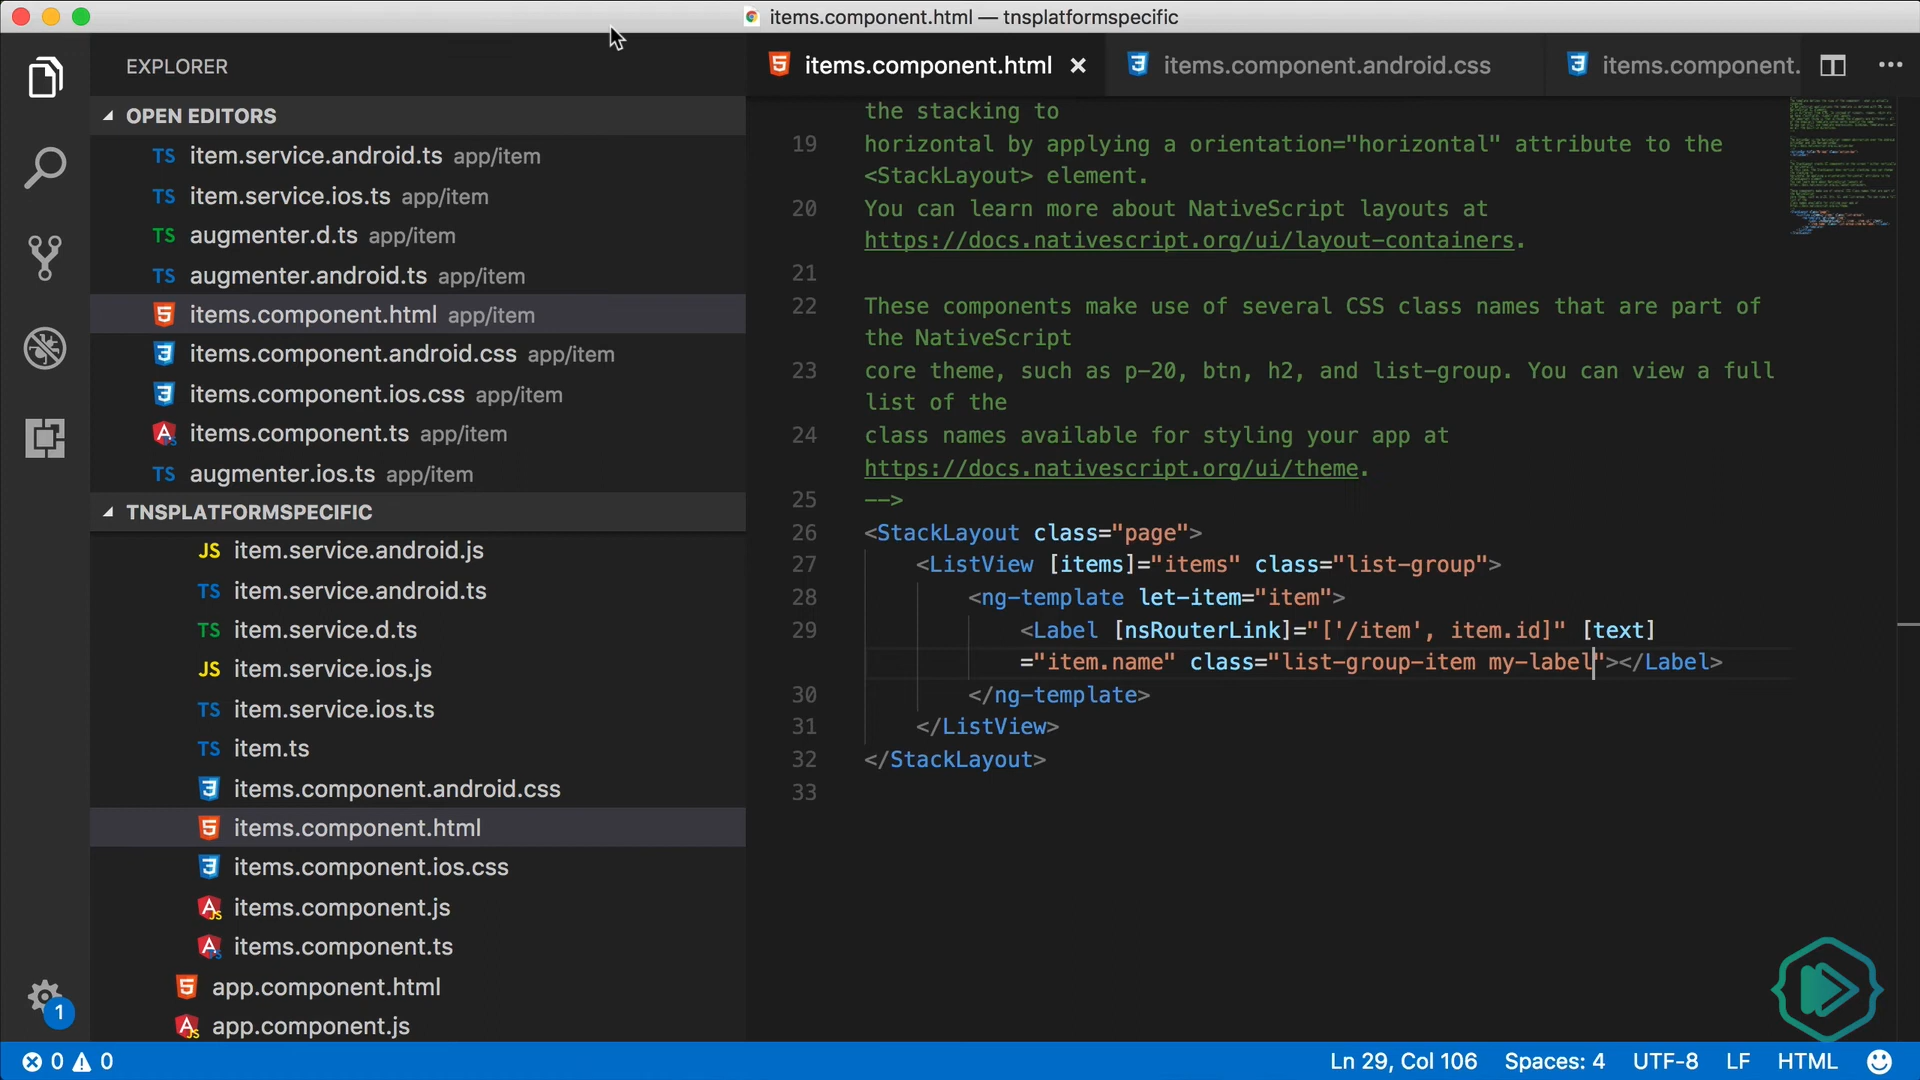 items.component.html — tnsplatformspecific
EXPLORER
OPEN EDITORS
TS item.service.android.ts app/item
TS item.service.ios.ts app/item
TS augmenter.d.ts app/item
TS augmenter.android.ts app/item
items.component.html app/item
items.component.android.css app/item
items.component.ios.css app/item
items.component.ts app/item
TS augmenter.ios.ts app/item
TNSPLATFORMSPECIFIC
JS item.service.android.js
TS item.service.android.ts
TS item.service.d.ts
JS item.service.ios.js
TS item.service.ios.ts
TS item.ts
items.component.android.css
items.component.html
items.component.ios.css
items.component.js
items.component.ts
app.component.html
app.component.js
1
items.component.html × items.component.android.css items.component.
the stacking to
19 horizontal by applying a orientation="horizontal" attribute to the
<StackLayout> element.
20 You can learn more about NativeScript layouts at
https://docs.nativescript.org/ui/layout-containers.
21
22 These components make use of several CSS class names that are part of
the NativeScript
23 core theme, such as p-20, btn, h2, and list-group. You can view a full
list of the
24 class names available for styling your app at
https://docs.nativescript.org/ui/theme.
25 -->
26 <StackLayout class="page">
27 <ListView [items]="items" class="list-group">
28 <ng-template let-item="item">
29 <Label [nsRouterLink]="['/item', item.id]" [text]
="item.name" class="list-group-item my-label"></Label>
30 </ng-template>
31 </ListView>
32 </StackLayout>
33
0 0 Ln 29, Col 106 Spaces: 4 UTF-8 LF HTML